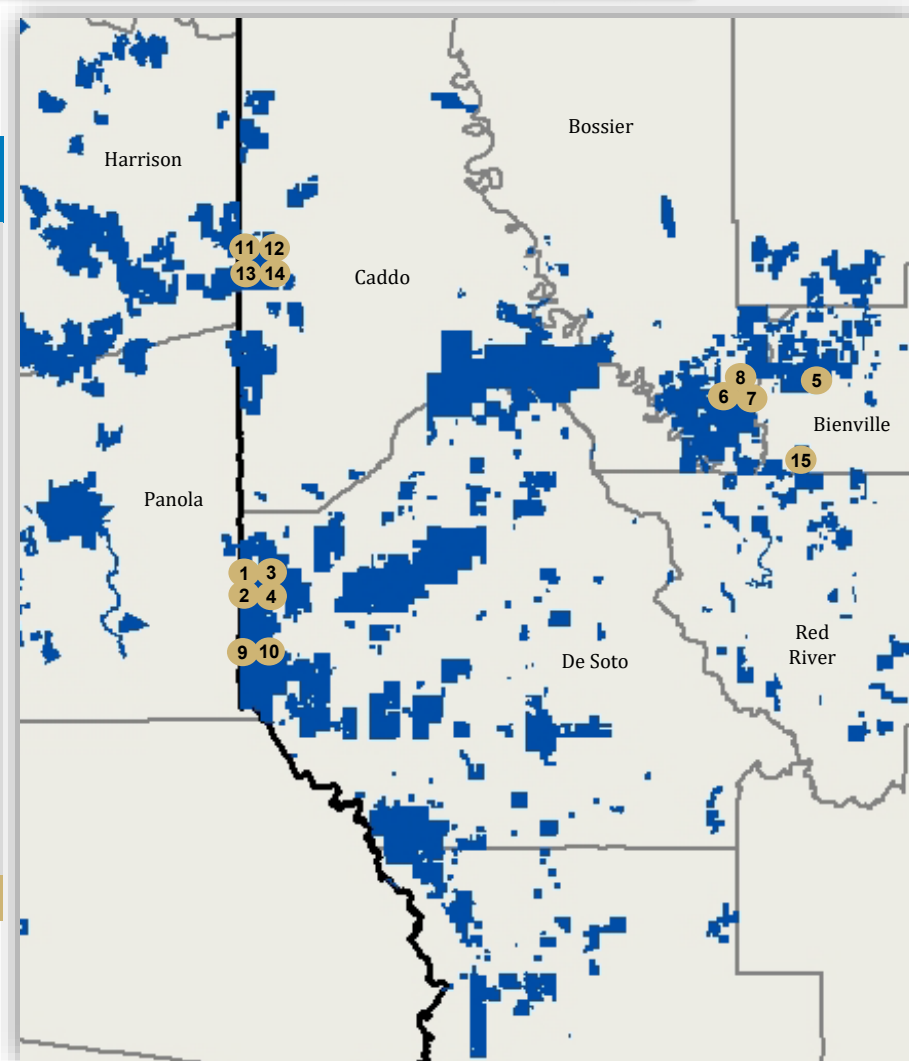 Bossier
Harrison
11 12
Caddo
13 14
8
5
6 7
Bienville
15
Panola
1 3
2 4
Red
River
9 10
De Soto